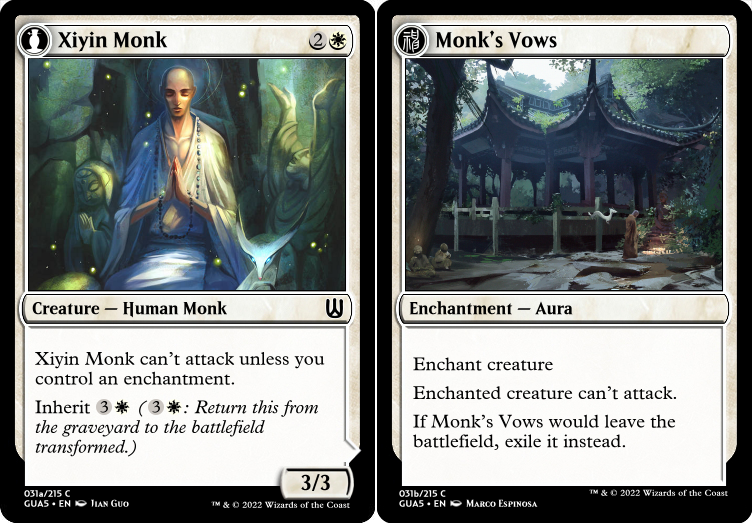 Xiyin Monk
2
Creature — Human Monk
Xiyin Monk can't attack unless you
control an enchantment.
Inherit 3 (3: Return this from
the graveyard to the battlefield
transformed.)
3/3
031a/215 C
GUA5 • EN Jian Guo
™ & © 2022 Wizards of the Coast
Monk's Vows
Enchantment — Aura
Enchant creature
Enchanted creature can't attack.
If Monk's Vows would leave the
battlefield, exile it instead.
031b/215 C
GUA5 • EN Marco Espinosa
™ & © 2022 Wizards of the Coast